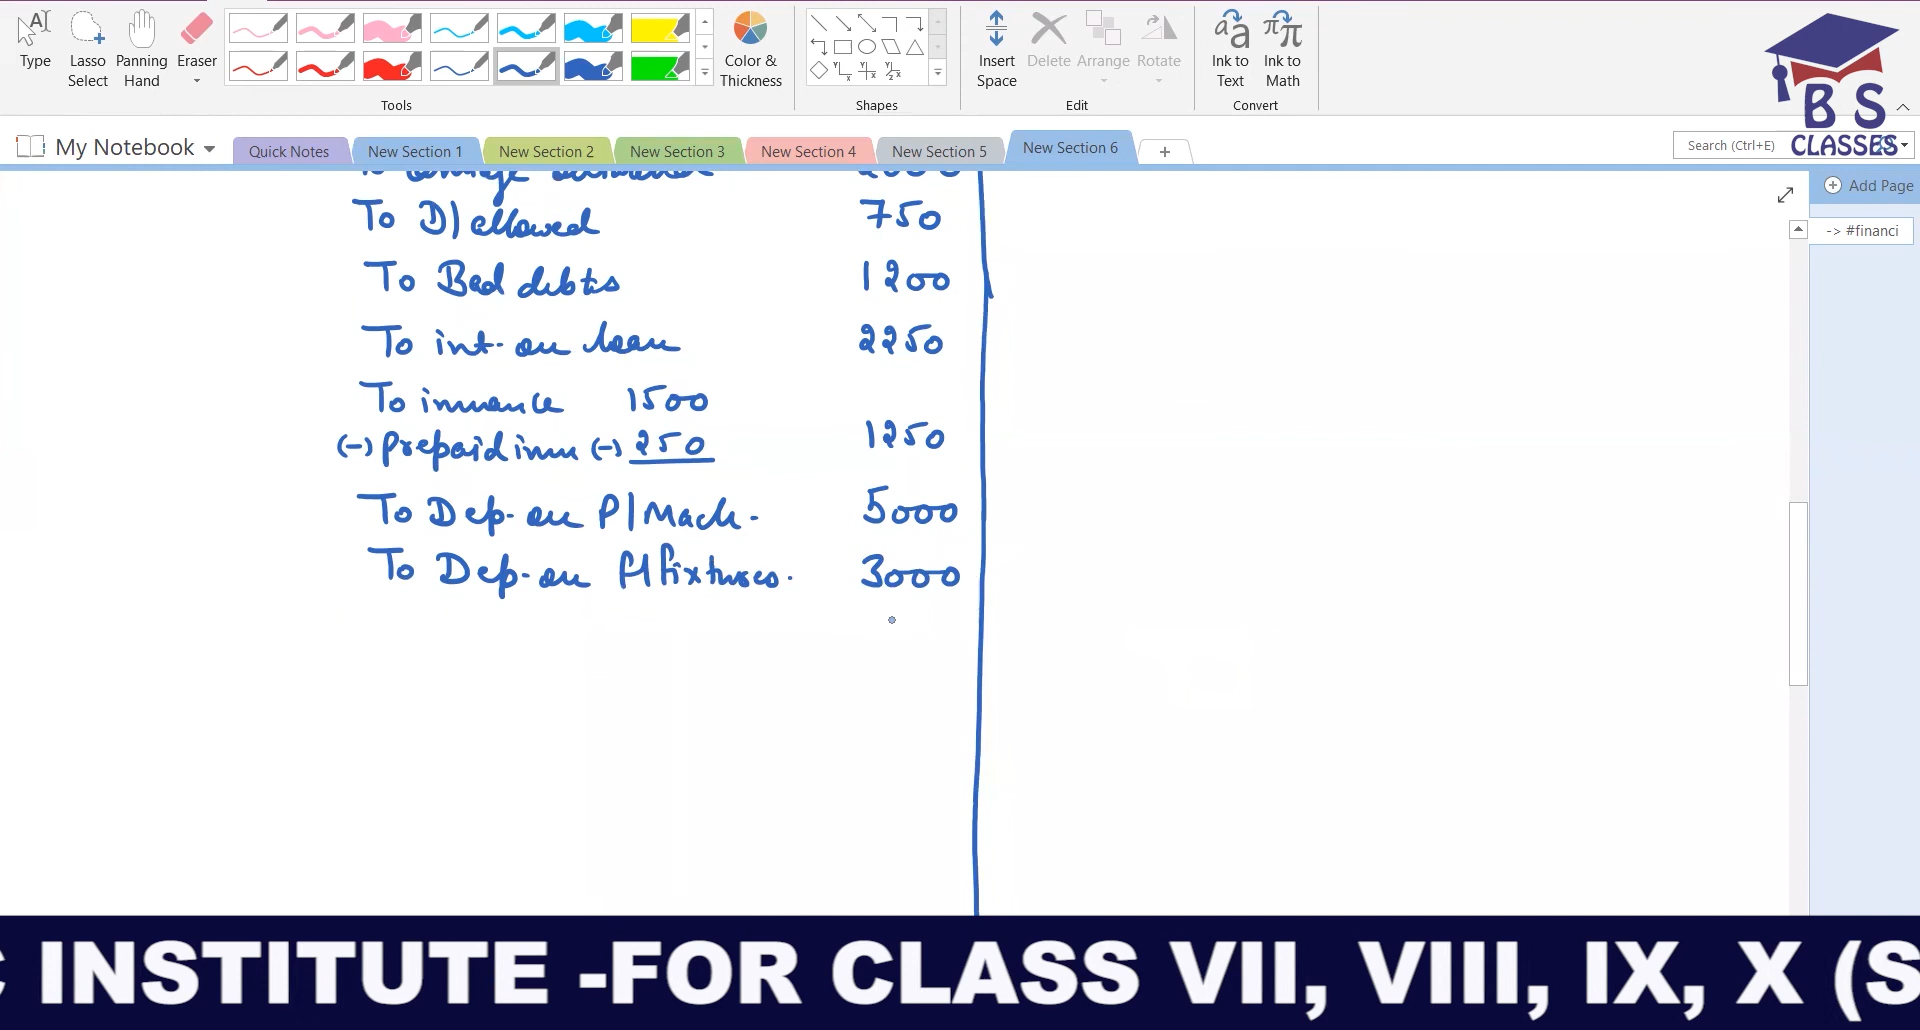 Type
Lasso Select
Panning Hand
Eraser
Color & Thickness
Insert Space
Delete
Arrange
Rotate
Ink to Text
Ink to Math
Tools
Shapes
Edit
Convert
BS
CLASSES
My Notebook
Quick Notes
New Section 1
New Section 2
New Section 3
New Section 4
New Section 5
New Section 6
Search (Ctrl+E)
Add Page
-> #financi
To D/allowed 750
To Bad debts 1200
To int. on loan 2250
To 1500
(-) Prepaid (-) 250 1250
To Dep. on P/Mach. 5000
To Dep. on fixtures. 3000
C INSTITUTE -FOR CLASS VII, VIII, IX, X (S